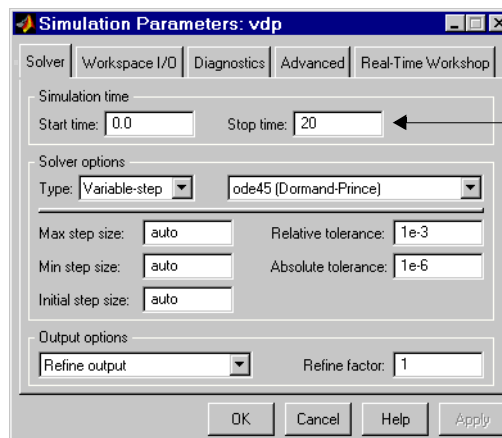 Simulation Parameters: vdp
Solver Workspace I/O Diagnostics Advanced Real-Time Workshop
Simulation time
Start time: 0.0 Stop time: 20
Solver options
Type: Variable-step ode45 (Dormand-Prince)
Max step size: auto Relative tolerance: 1e-3
Min step size: auto Absolute tolerance: 1e-6
Initial step size: auto
Output options
Refine output Refine factor: 1
OK Cancel Help Apply